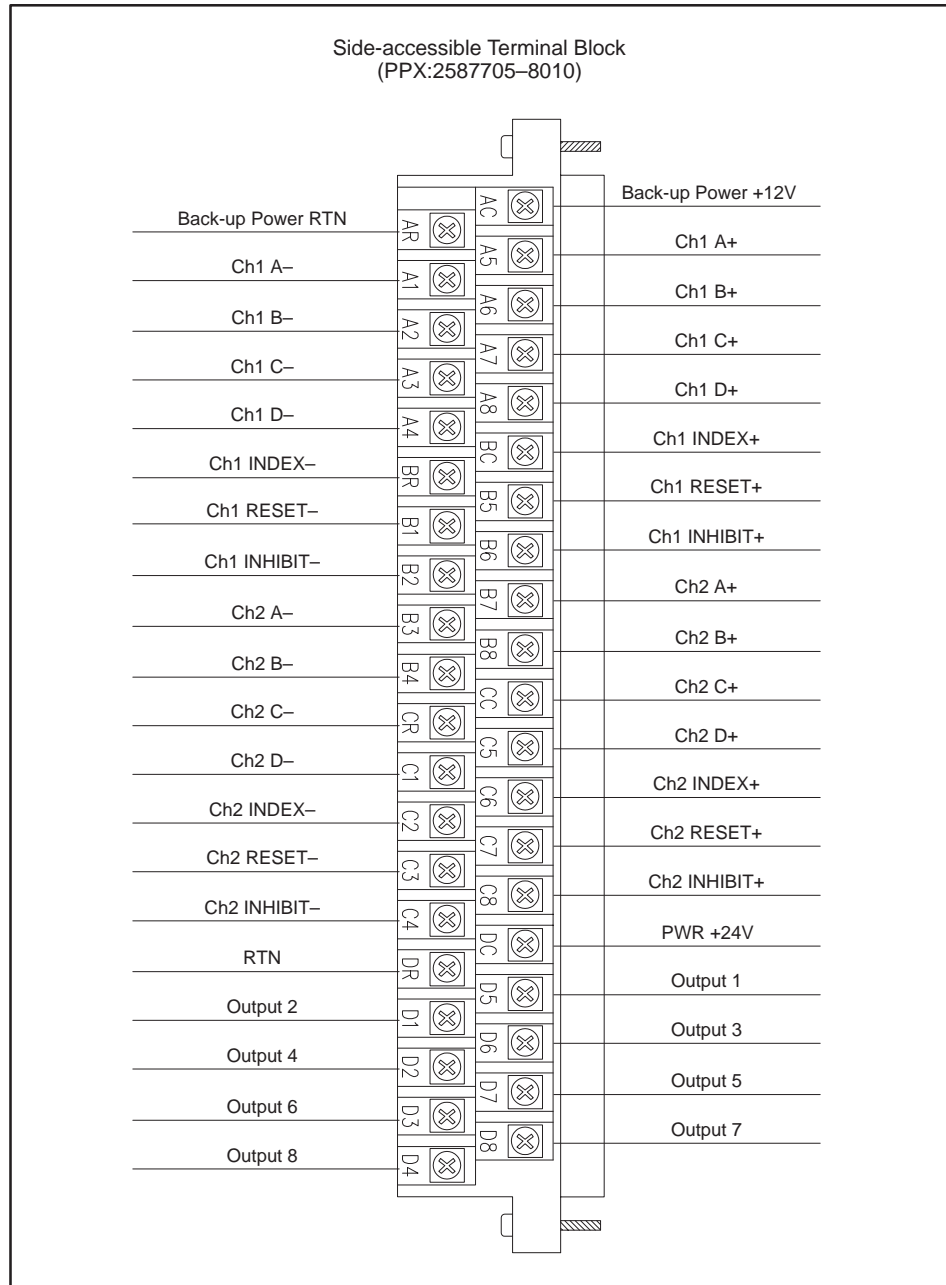 Side-accessible Terminal Block
(PPX:2587705–8010)
Back-up Power +12V
AC
Back-up Power RTN
AR
Ch1 A+
A5
Ch1 A–
A1
Ch1 B+
A6
Ch1 B–
A2
Ch1 C+
A7
Ch1 C–
A3
Ch1 D+
A8
Ch1 D–
A4
Ch1 INDEX+
BC
Ch1 INDEX–
BR
Ch1 RESET+
B5
Ch1 RESET–
B1
Ch1 INHIBIT+
B6
Ch1 INHIBIT–
B2
Ch2 A+
B7
Ch2 A–
B3
Ch2 B+
B8
Ch2 B–
B4
Ch2 C+
CC
Ch2 C–
CR
Ch2 D+
C5
Ch2 D–
C1
Ch2 INDEX+
C6
Ch2 INDEX–
C2
Ch2 RESET+
C7
Ch2 RESET–
C3
Ch2 INHIBIT+
C8
Ch2 INHIBIT–
C4
PWR +24V
DC
RTN
DR
Output 1
D5
Output 2
D1
Output 3
D6
Output 4
D2
Output 5
D7
Output 6
D3
Output 7
D8
Output 8
D4